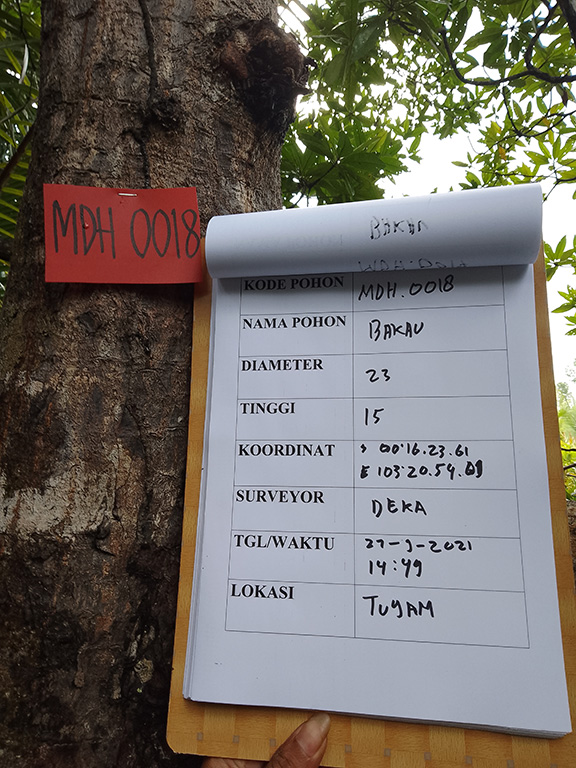 MDH 0018
BAKAU
KODE POHON MDH.0018
NAMA POHON BAKAU
DIAMETER 23
TINGGI 15
KOORDINAT S 00°16.23.61
E 103°20.54.
SURVEYOR DEKA
TGL/WAKTU 27-9-2021
14:49
LOKASI TUYAM